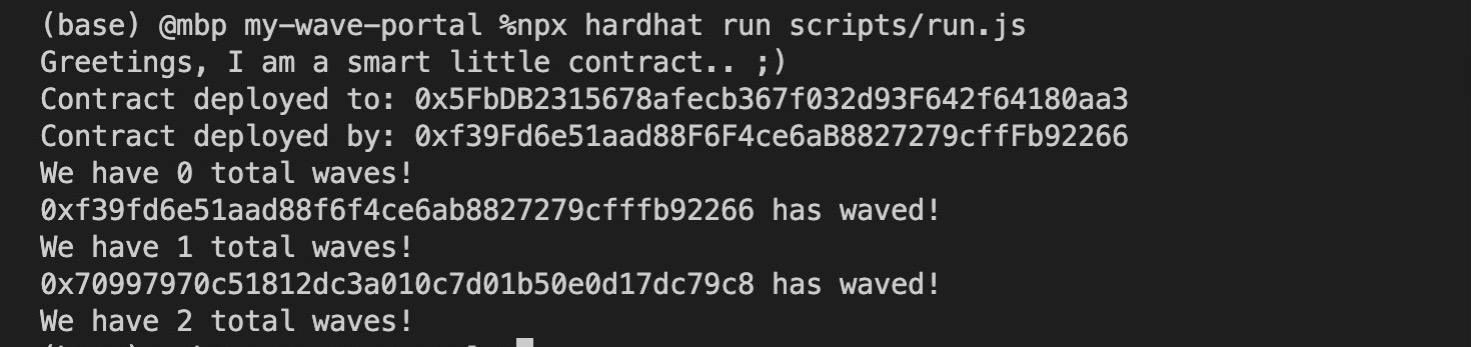 (base) @mbp my-wave-portal %npx hardhat run scripts/run.js
Greetings, I am a smart little contract.. ;)
Contract deployed to: 0x5FbDB2315678afecb367f032d93F642f64180aa3
Contract deployed by: 0xf39Fd6e51aad88F6F4ce6aB8827279cffFb92266
We have 0 total waves!
0xf39fd6e51aad88f6f4ce6ab8827279cfffb92266 has waved!
We have 1 total waves!
0x70997970c51812dc3a010c7d01b50e0d17dc79c8 has waved!
We have 2 total waves!